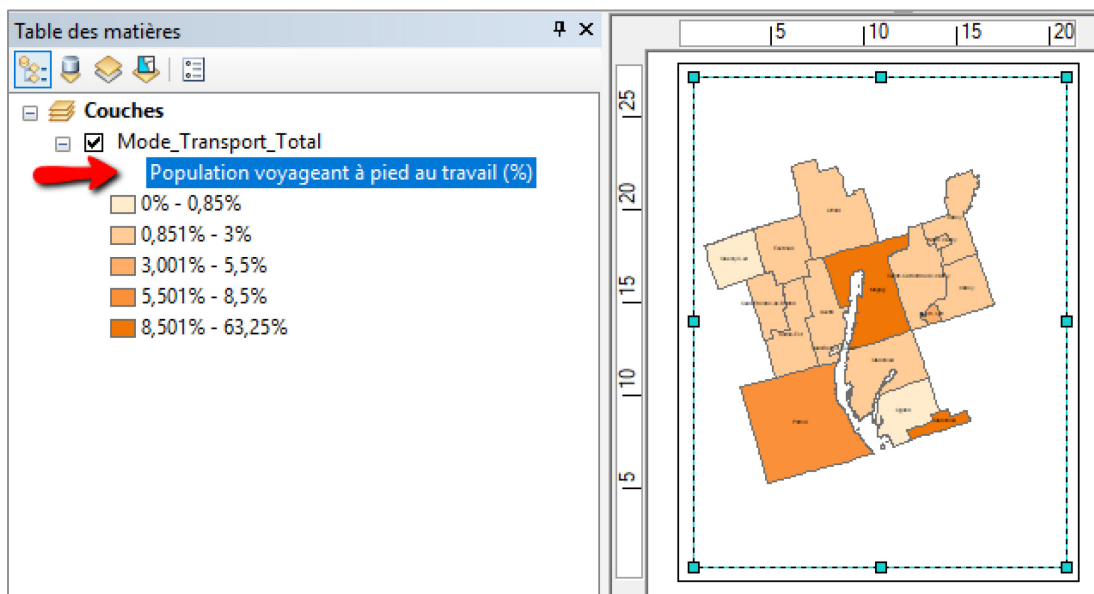 Table des matières
Couches
Mode_Transport_Total
Population voyageant à pied au travail (%)
0% - 0,85%
0,851% - 3%
3,001% - 5,5%
5,501% - 8,5%
8,501% - 63,25%
5 10 15 20
25
20
15
10
5